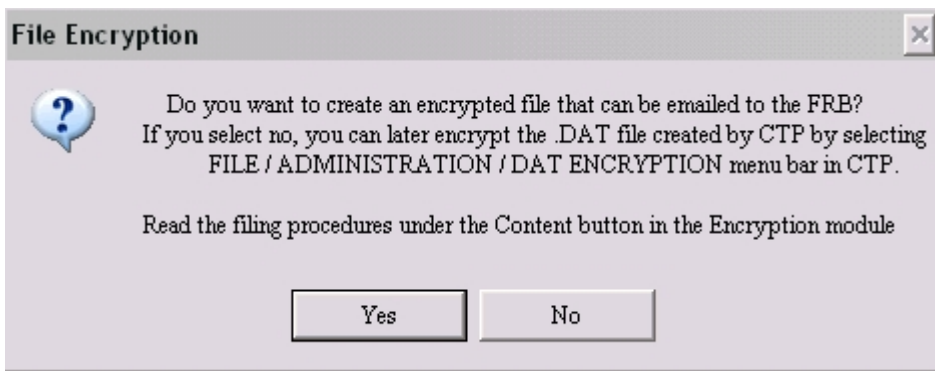 File Encryption
Do you want to create an encrypted file that can be emailed to the FRB?
If you select no, you can later encrypt the .DAT file created by CTP by selecting
FILE / ADMINISTRATION / DAT ENCRYPTION menu bar in CTP.
Read the filing procedures under the Content button in the Encryption module
Yes
No